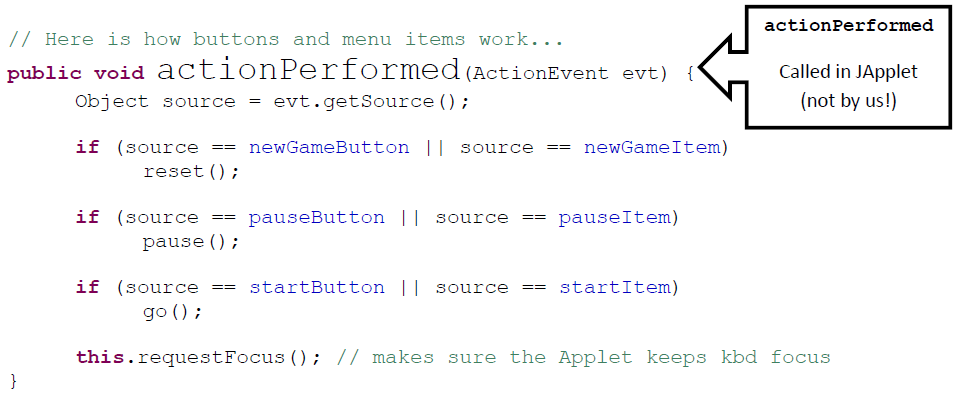 // Here is how buttons and menu items work...
public void actionPerformed(ActionEvent evt) {
Object source = evt.getSource();
if (source == newGameButton || source == newGameItem)
reset();
if (source == pauseButton || source == pauseItem)
pause();
if (source == startButton || source == startItem)
go();
this.requestFocus(); // makes sure the Applet keeps kbd focus
}
actionPerformed
Called in JApplet
(not by us!)